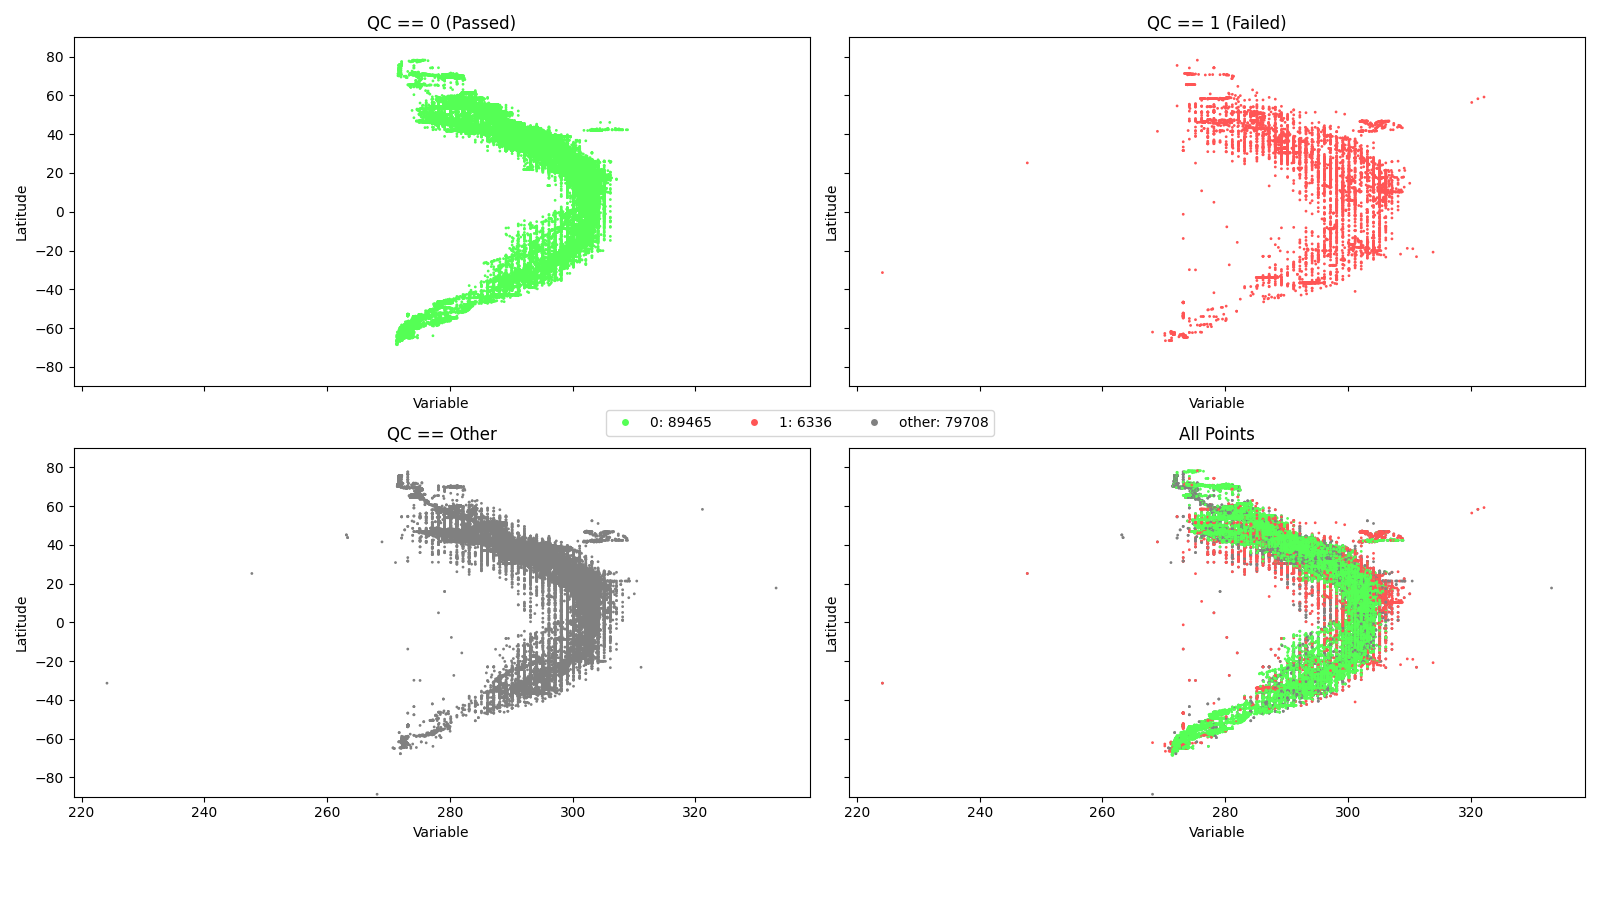 QC == 0 (Passed)
QC == 1 (Failed)
80
60
40
20
0
−20
−40
−60
−80
Latitude
Latitude
Variable
Variable
0: 89465 1: 6336 other: 79708
QC == Other
All Points
80
60
40
20
0
−20
−40
−60
−80
Latitude
Latitude
220 240 260 280 300 320
220 240 260 280 300 320
Variable
Variable